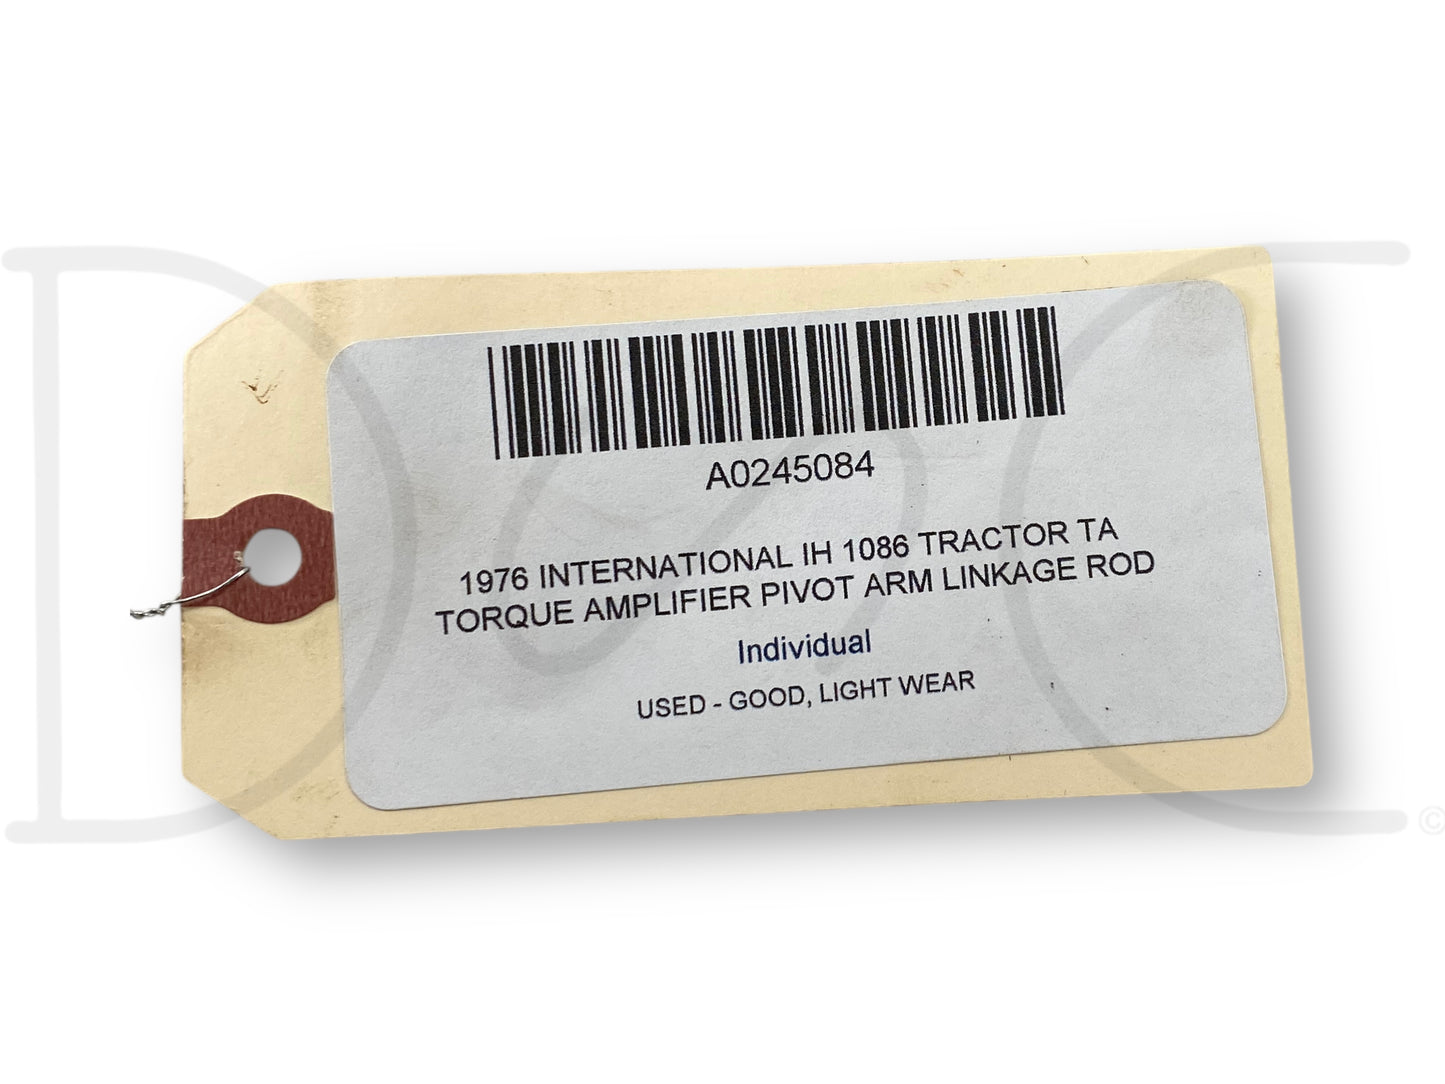 A0245084
1976 INTERNATIONAL IH 1086 TRACTOR TA
TORQUE AMPLIFIER PIVOT ARM LINKAGE ROD
Individual
USED - GOOD, LIGHT WEAR
©